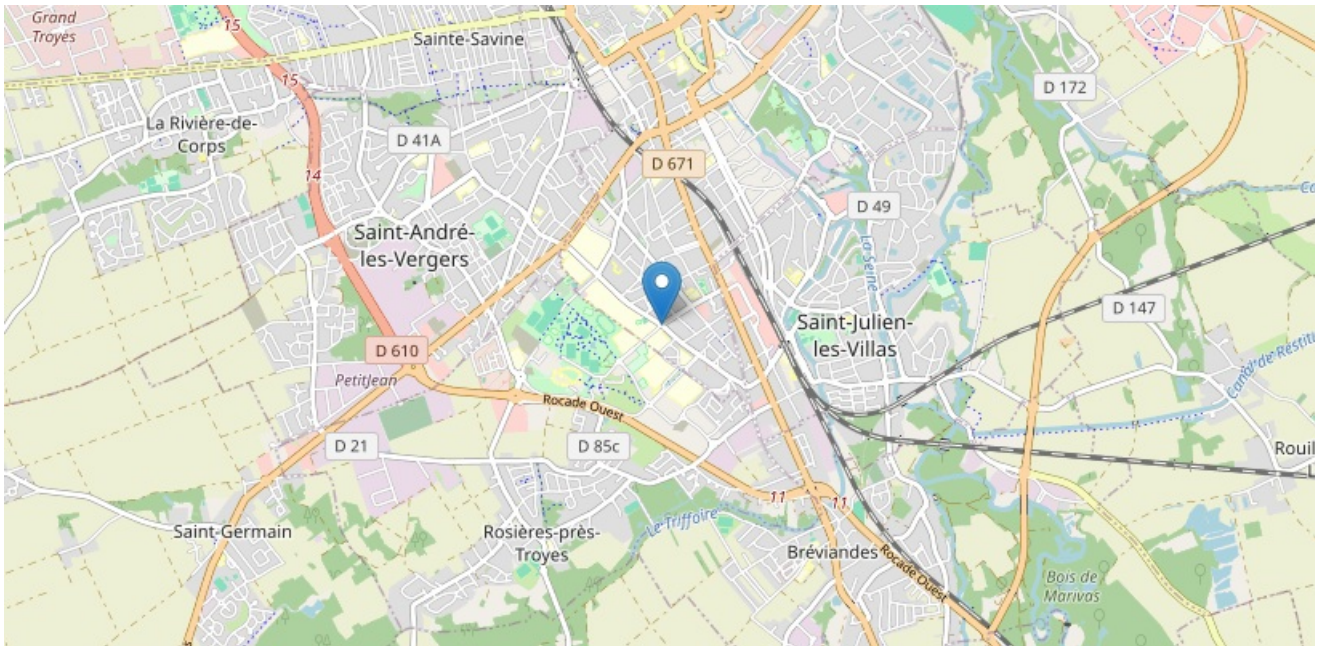 Grand
Troyes
15
Sainte-Savine
15
D 172
La Rivière-de-
Corps
D 41A
D 671
14
D 49
Saint-André-
les-Vergers
La Seine
D 147
Saint-Julien-
les-Villas
D 610
PetitJean
Canal de Restitu
Rocade Ouest
D 21
D 85c
Rouil
L
11
11
Saint-Germain
Rosières-près-
Troyes
Le Triffoire
Bréviandes
Rocade Ouest
Bois de
Marivas